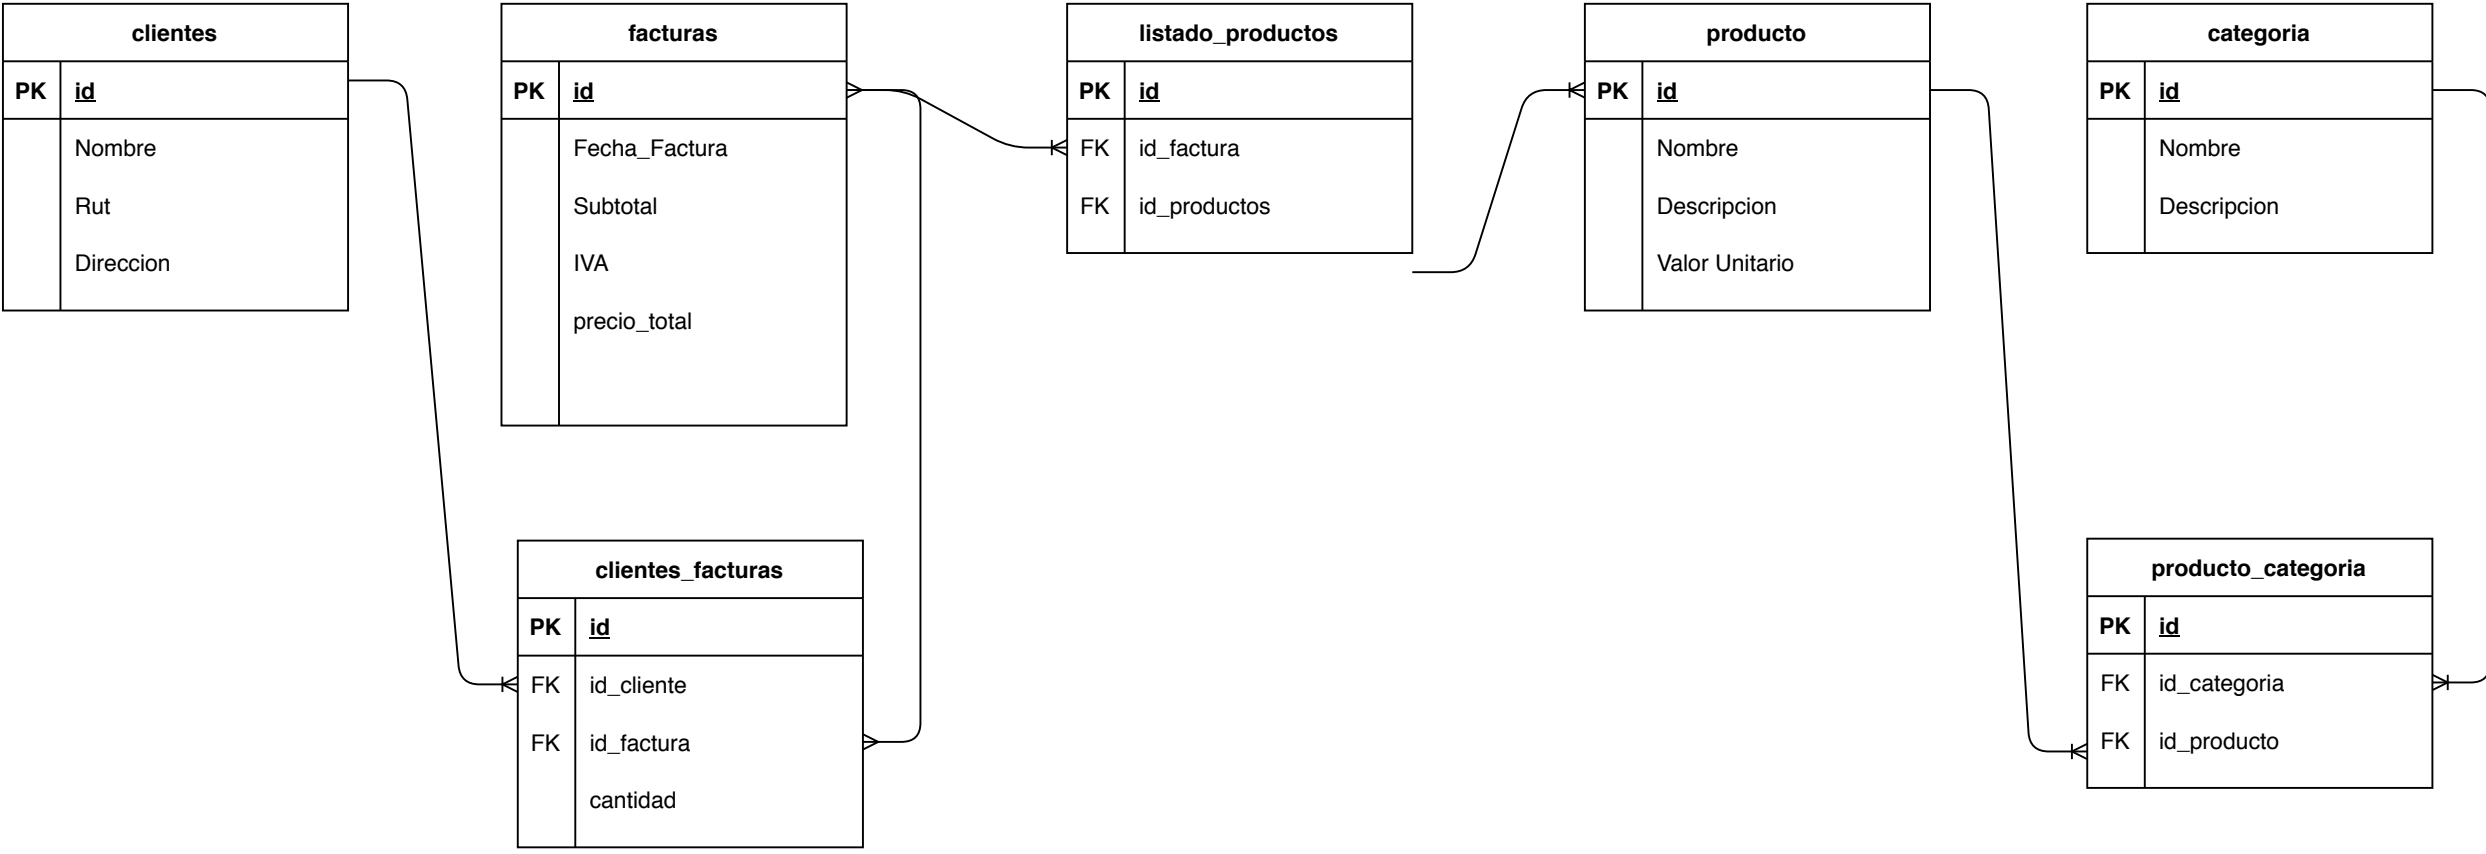 clientes
PK id
Nombre
Rut
Direccion
facturas
PK id
Fecha_Factura
Subtotal
IVA
precio_total
listado_productos
PK id
FK id_factura
FK id_productos
producto
PK id
Nombre
Descripcion
Valor Unitario
categoria
PK id
Nombre
Descripcion
clientes_facturas
PK id
FK id_cliente
FK id_factura
cantidad
producto_categoria
PK id
FK id_categoria
FK id_producto